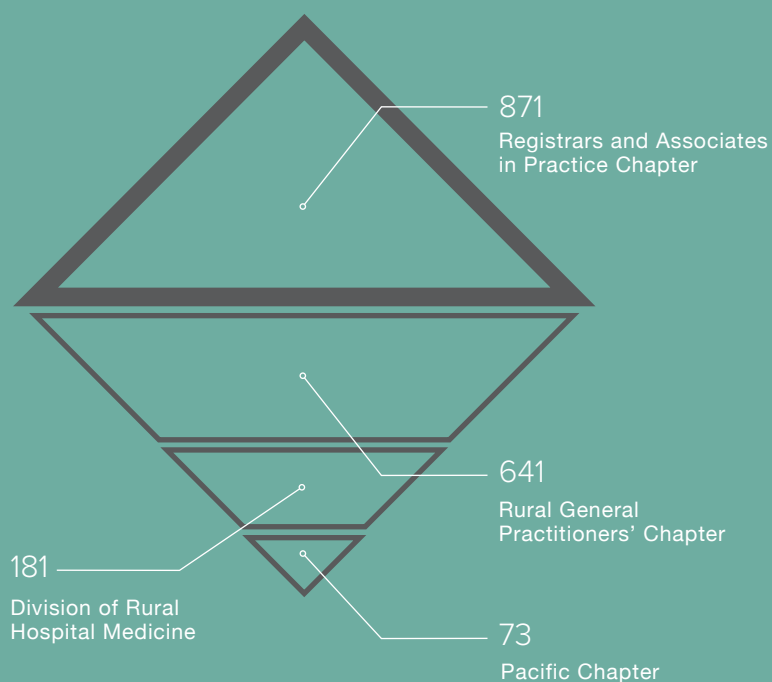 871
Registrars and Associates
in Practice Chapter
641
Rural General
Practitioners’ Chapter
181
Division of Rural
Hospital Medicine
73
Pacific Chapter